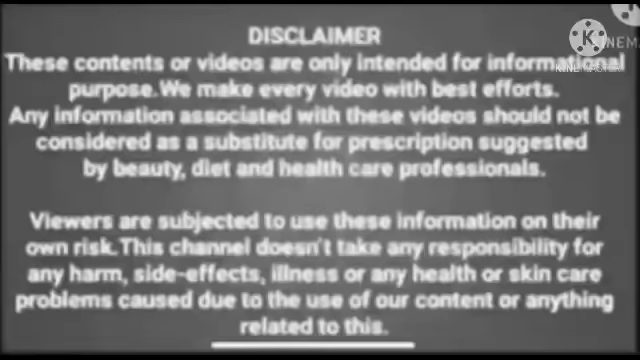 DISCLAIMER
These contents or videos are only intended for informational
purpose.We make every video with best efforts.
Any information associated with these videos should not be
considered as a substitute for prescription suggested
by beauty, diet and health care professionals.
Viewers are subjected to use these information on their
own risk.This channel doesn't take any responsibility for
any harm, side-effects, illness or any health or skin care
problems caused due to the use of our content or anything
related to this.
K
KINEMASTER